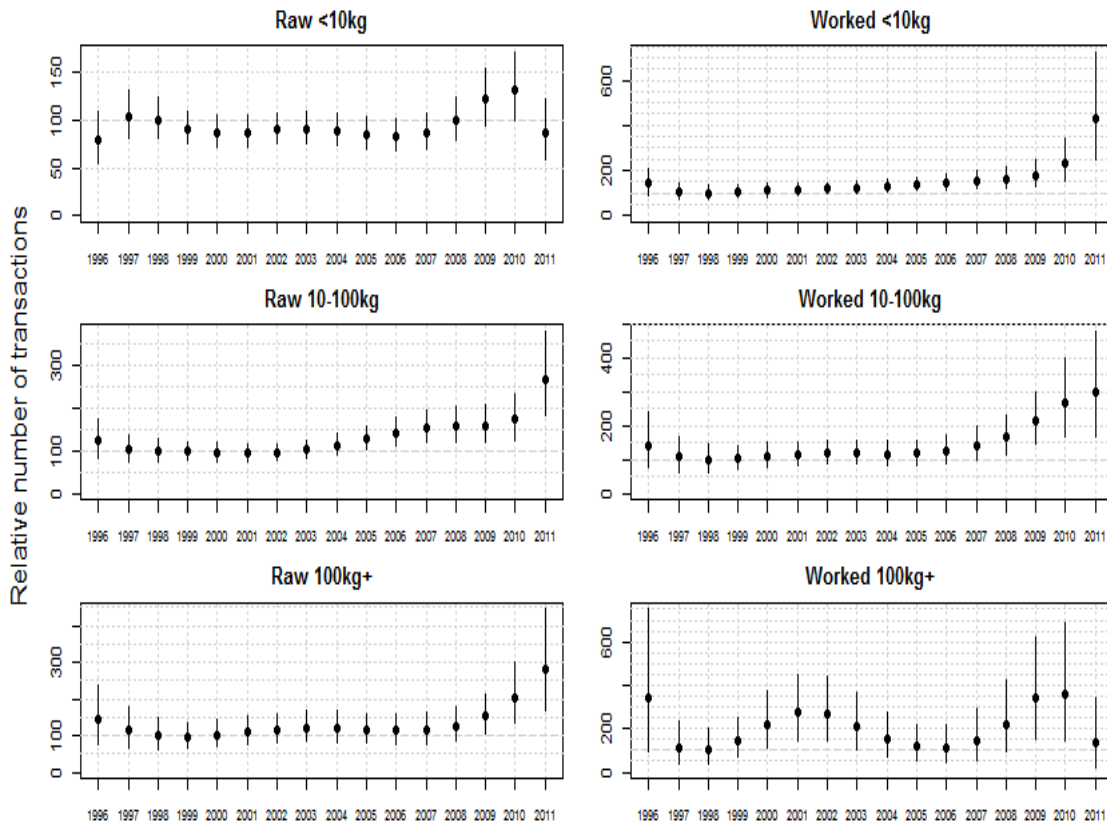 Relative number of transactions
Raw <10kg
0 50 100 150
1996 1997 1998 1999 2000 2001 2002 2003 2004 2005 2006 2007 2008 2009 2010 2011
Worked <10kg
0 200 600
1996 1997 1998 1999 2000 2001 2002 2003 2004 2005 2006 2007 2008 2009 2010 2011
Raw 10-100kg
0 100 300
1996 1997 1998 1999 2000 2001 2002 2003 2004 2005 2006 2007 2008 2009 2010 2011
Worked 10-100kg
0 200 400
1996 1997 1998 1999 2000 2001 2002 2003 2004 2005 2006 2007 2008 2009 2010 2011
Raw 100kg+
0 100 300
1996 1997 1998 1999 2000 2001 2002 2003 2004 2005 2006 2007 2008 2009 2010 2011
Worked 100kg+
0 200 600
1996 1997 1998 1999 2000 2001 2002 2003 2004 2005 2006 2007 2008 2009 2010 2011